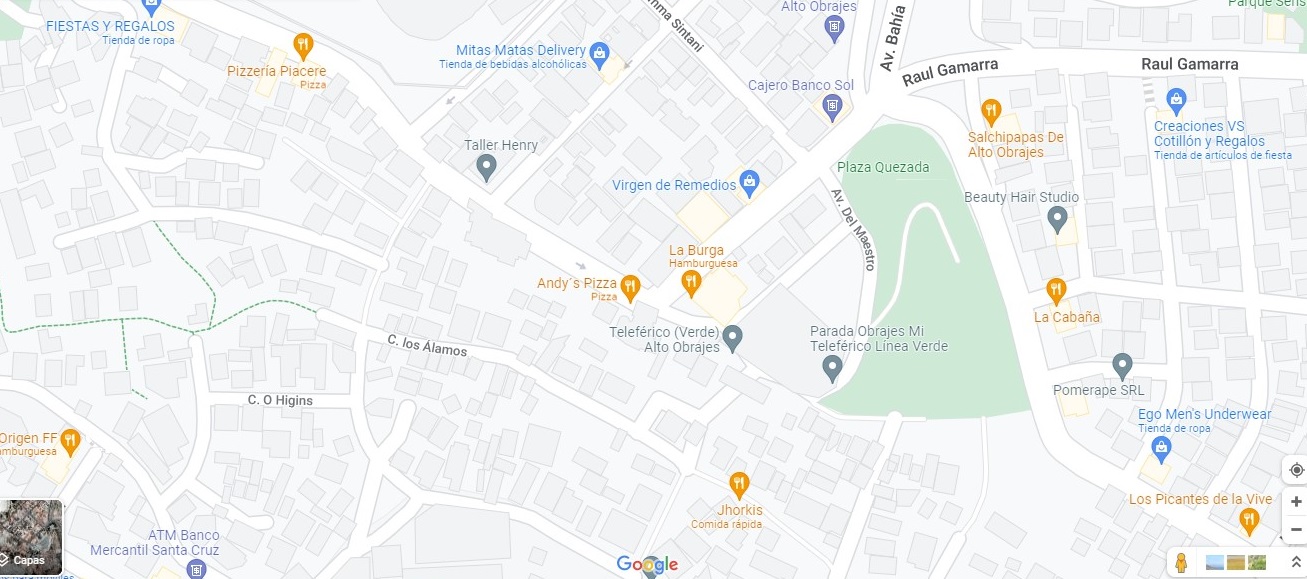 Parque Sens
FIESTAS Y REGALOS
Tienda de ropa
Pizzería Piacere
Pizza
Mitas Matas Delivery
Tienda de bebidas alcohólicas
mma Sintani
Alto Obrajes
Av. Bahía
Cajero Banco Sol
Raul Gamarra
Raul Gamarra
Salchipapas De
Alto Obrajes
Creaciones VS
Cotillón y Regalos
Tienda de artículos de fiesta
Taller Henry
Virgen de Remedios
Plaza Quezada
Av. Del Maestro
Beauty Hair Studio
La Burga
Hamburguesa
Andy´s Pizza
Pizza
La Cabaña
Teleférico (Verde)
Alto Obrajes
Parada Obrajes Mi
Teleférico Línea Verde
C. los Álamos
Pomerape SRL
C. O Higins
Ego Men's Underwear
Tienda de ropa
Origen FF
amburguesa
Jhorkis
Comida rápida
Los Picantes de la Vive
ATM Banco
Mercantil Santa Cruz
Capas
Google